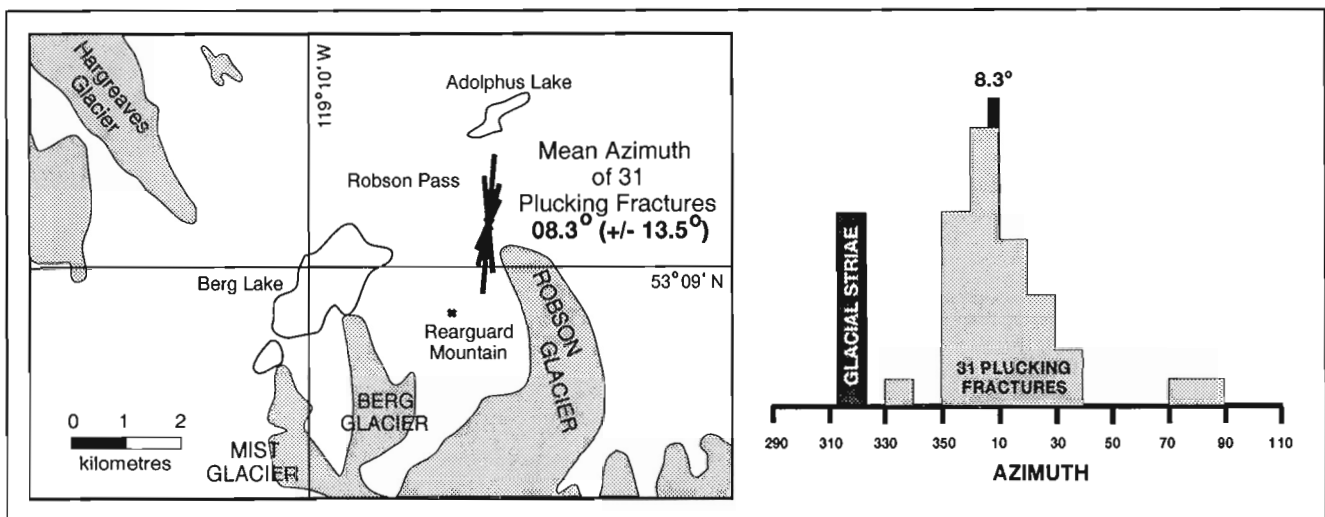 Hargreaves
Glacier
119°10' W
Adolphus Lake
Robson Pass
Mean Azimuth
of 31
Plucking Fractures
08.3° (+/- 13.5°)
53°09' N
Berg Lake
Rearguard
Mountain
ROBSON
GLACIER
BERG
GLACIER
MIST
GLACIER
0 1 2
kilometres
8.3°
GLACIAL STRIAE
31 PLUCKING
FRACTURES
290 310 330 350 10 30 50 70 90 110
AZIMUTH